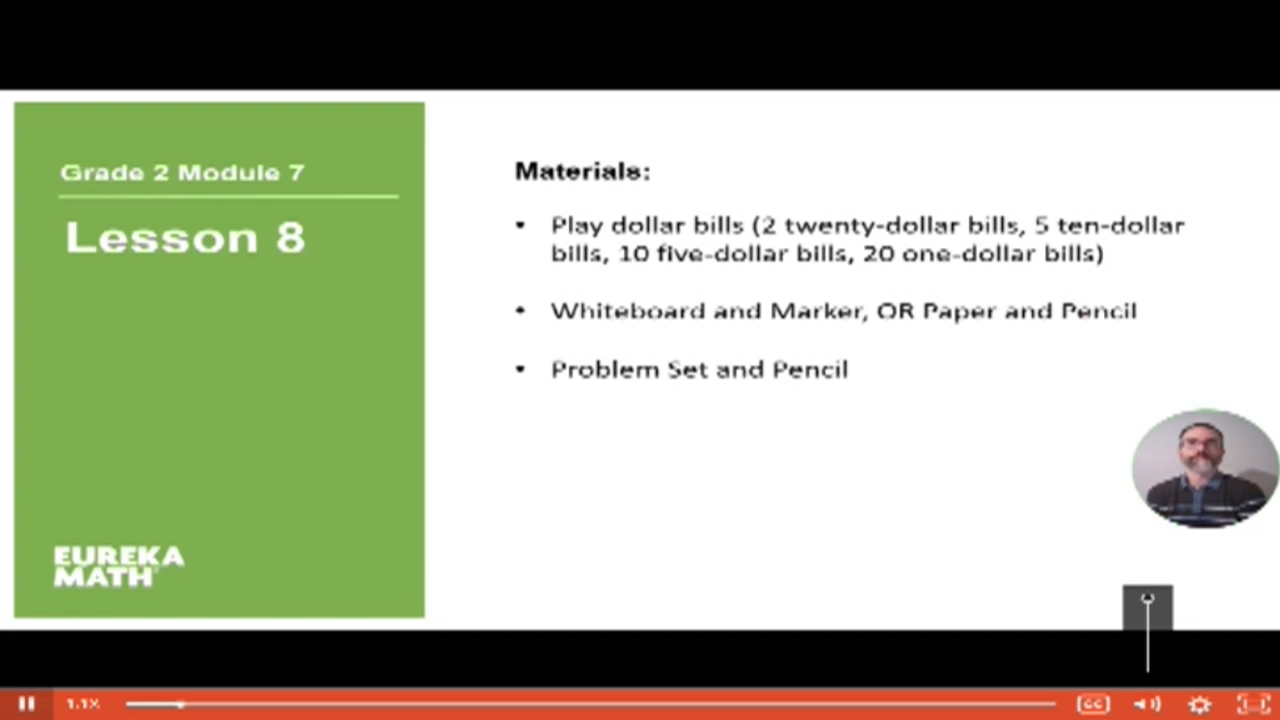 Grade 2 Module 7
Lesson 8
EUREKA
MATH
Materials:
• Play dollar bills (2 twenty-dollar bills, 5 ten-dollar
bills, 10 five-dollar bills, 20 one-dollar bills)
• Whiteboard and Marker, OR Paper and Pencil
• Problem Set and Pencil
1.1X
CC